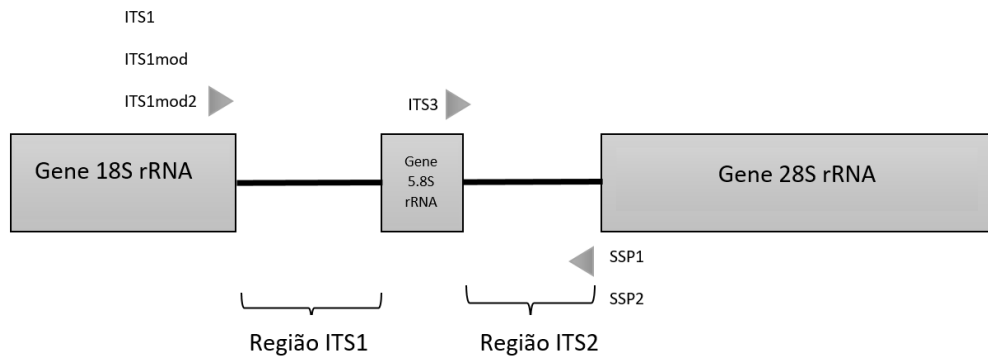 ITS1
ITS1mod
ITS1mod2
ITS3
Gene 18S rRNA
Gene
5.8S
rRNA
Gene 28S rRNA
SSP1
SSP2
Região ITS1
Região ITS2